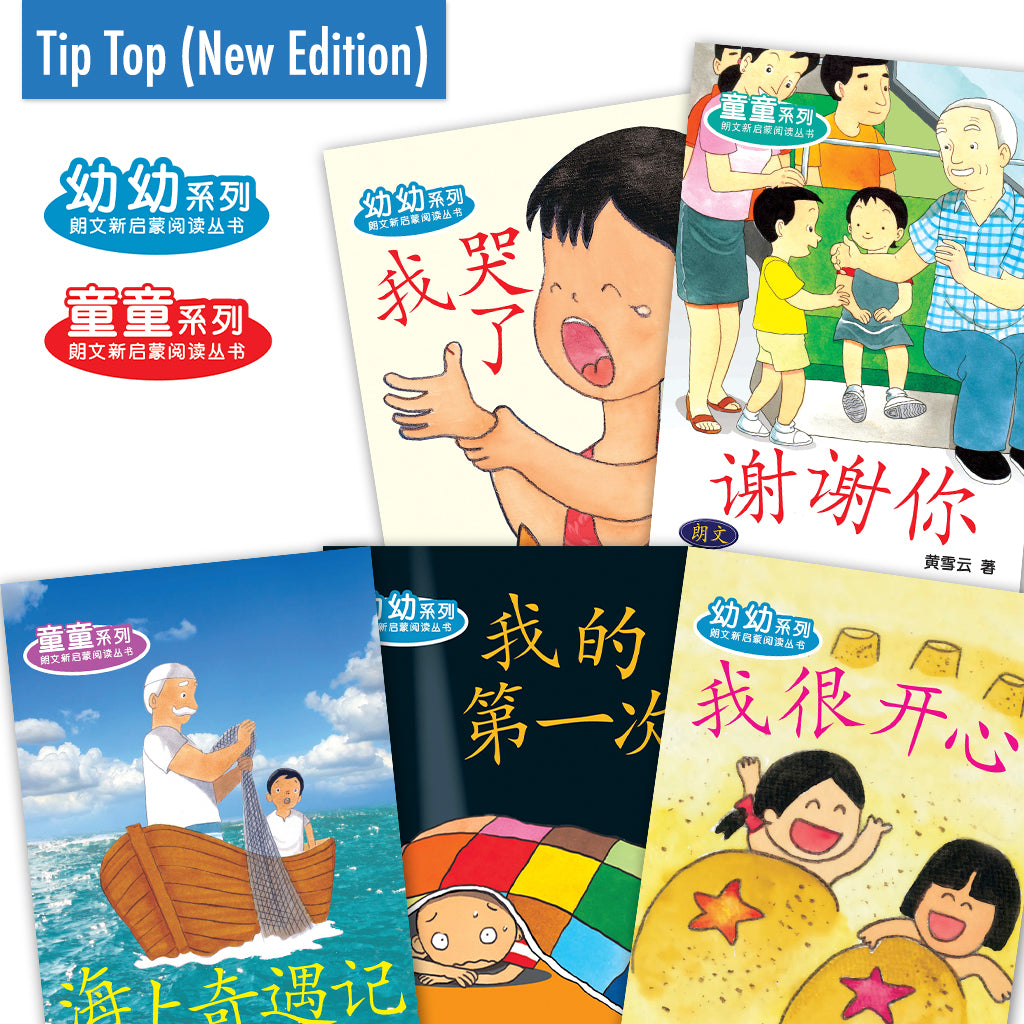 Tip Top (New Edition)
幼幼系列
朗文新启蒙阅读丛书
童童系列
朗文新启蒙阅读丛书
幼幼系列
朗文新启蒙阅读丛书
我哭了
童童系列
朗文新启蒙阅读丛书
谢谢你
朗文
黄雪云 著
童童系列
朗文新启蒙阅读丛书
海上奇遇记
幼系列
新启蒙阅读丛书
我的
第一次
幼幼系列
朗文新启蒙阅读丛书
我很开心